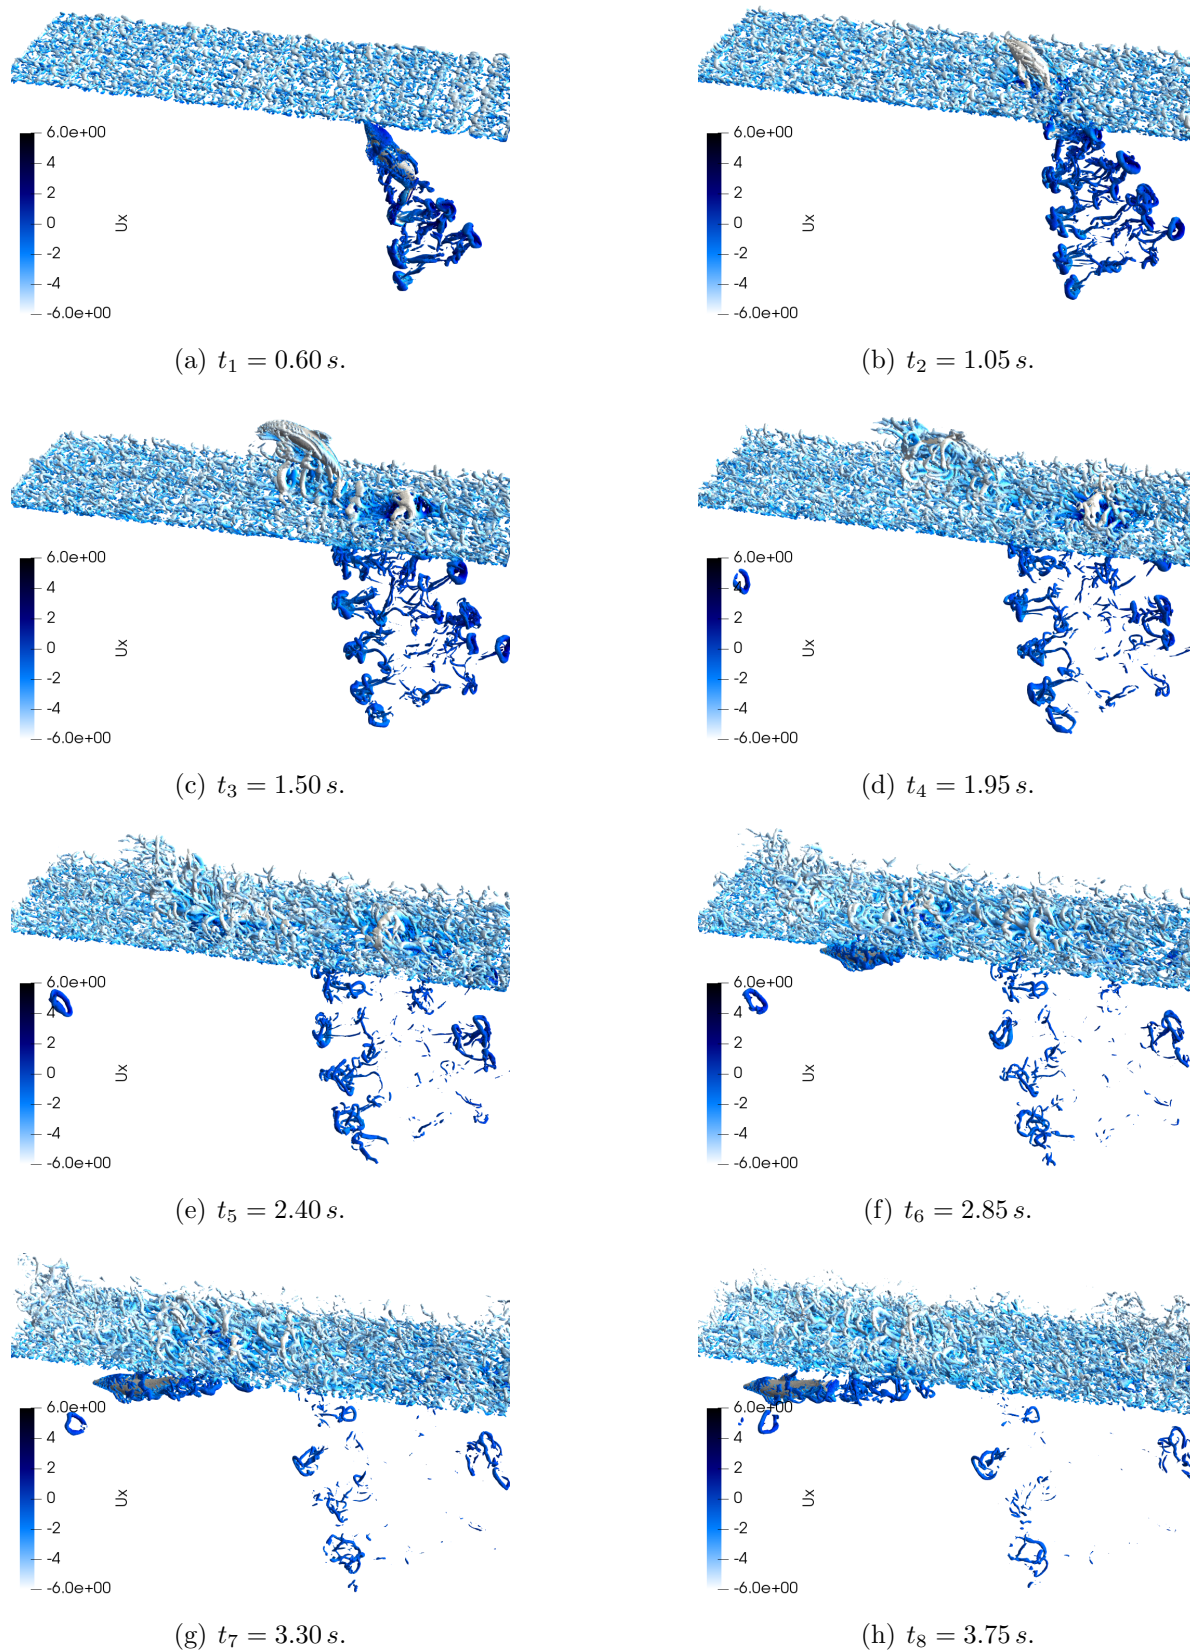 6.0e+00
4
2
0
-2
-4
-6.0e+00
Ux
(a) t₁ = 0.60 s.
6.0e+00
4
2
0
-2
-4
-6.0e+00
Ux
(b) t₂ = 1.05 s.
6.0e+00
4
2
0
-2
-4
-6.0e+00
Ux
(c) t₃ = 1.50 s.
6.0e+00
4
2
0
-2
-4
-6.0e+00
Ux
(d) t₄ = 1.95 s.
6.0e+00
4
2
0
-2
-4
-6.0e+00
Ux
(e) t₅ = 2.40 s.
6.0e+00
4
2
0
-2
-4
-6.0e+00
Ux
(f) t₆ = 2.85 s.
6.0e+00
4
2
0
-2
-4
-6.0e+00
Ux
(g) t₇ = 3.30 s.
6.0e+00
4
2
0
-2
-4
-6.0e+00
Ux
(h) t₈ = 3.75 s.